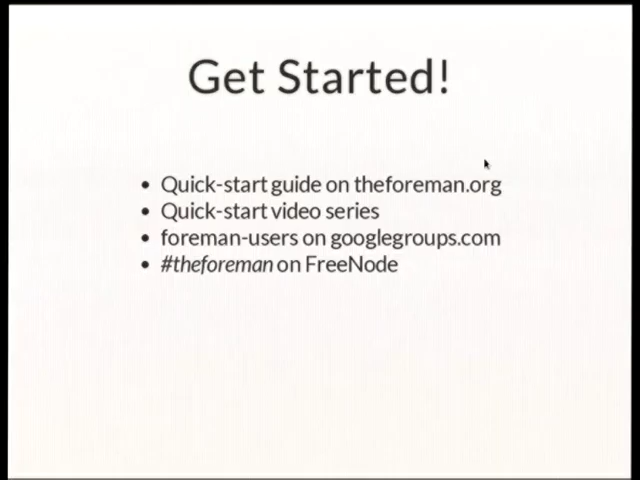 Get Started!
• Quick-start guide on theforeman.org
• Quick-start video series
• foreman-users on googlegroups.com
• #theforeman on FreeNode